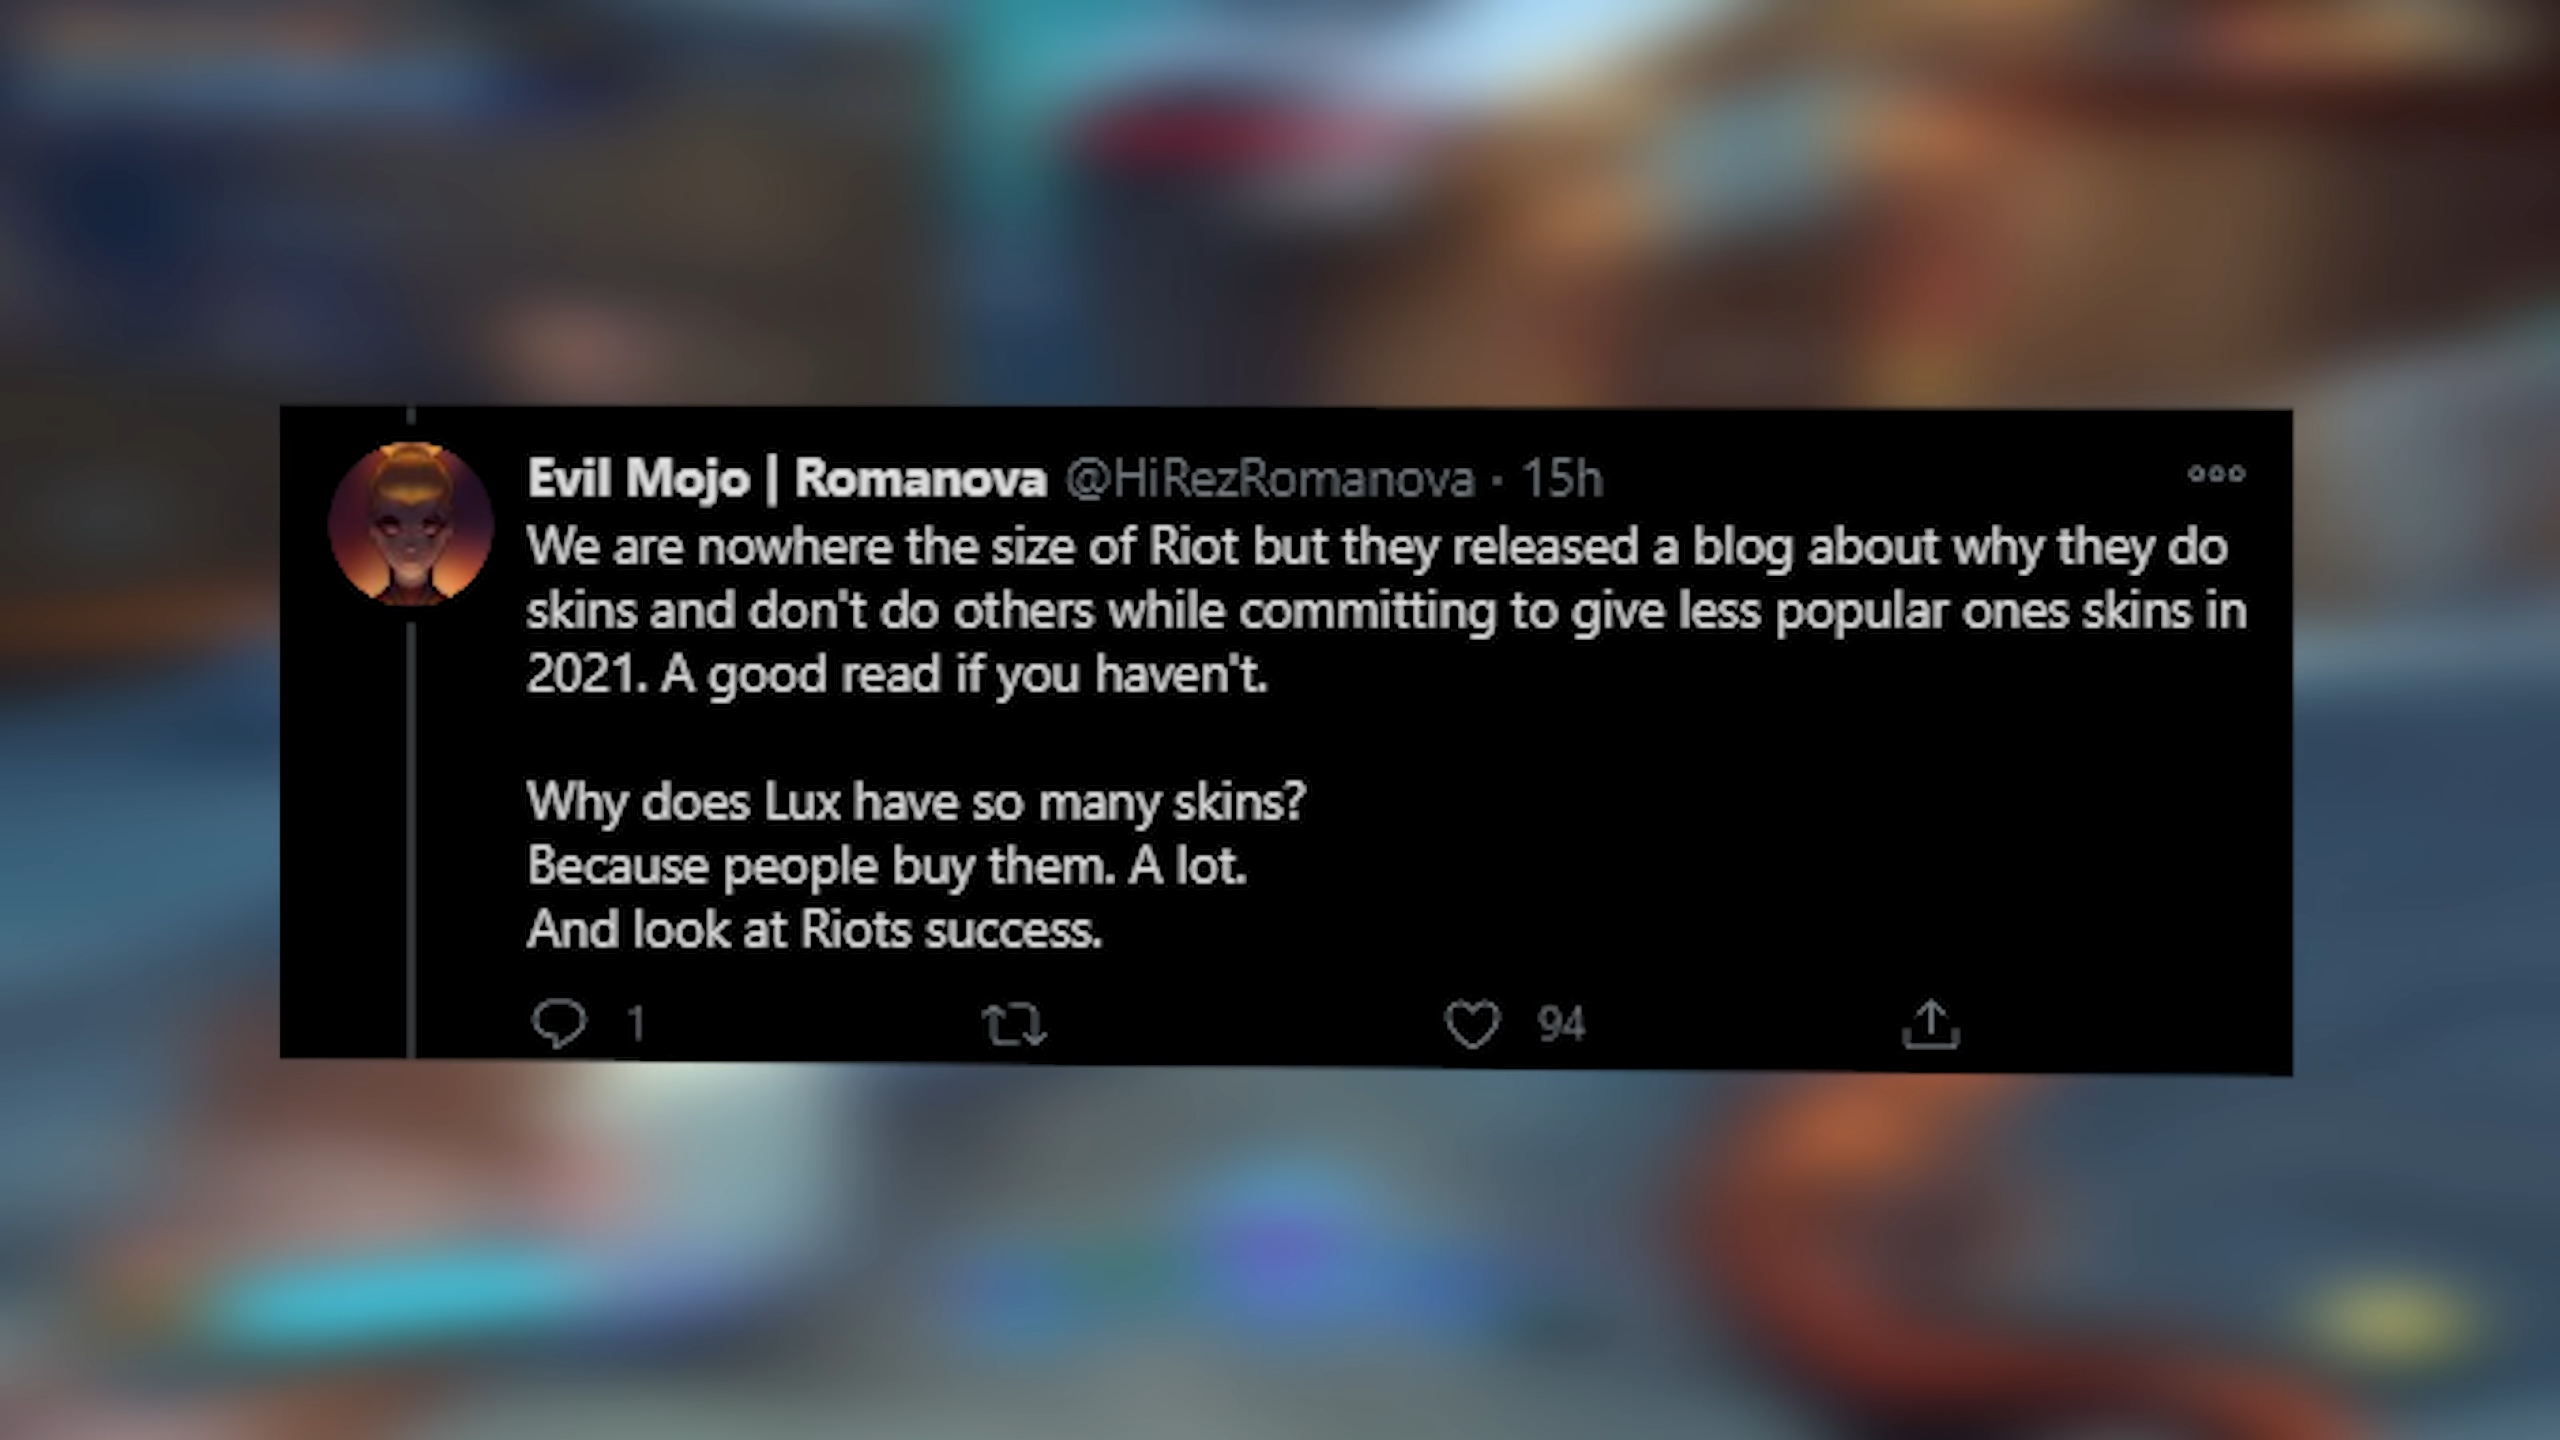 Evil Mojo | Romanova @HiRezRomanova · 15h
We are nowhere the size of Riot but they released a blog about why they do
skins and don't do others while committing to give less popular ones skins in
2021. A good read if you haven't.
Why does Lux have so many skins?
Because people buy them. A lot.
And look at Riots success.
1 94